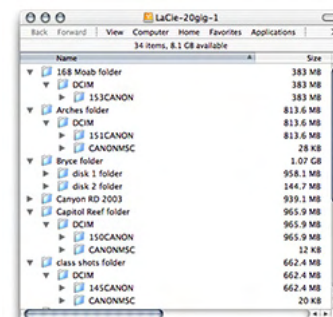 LaCie-20gig-1
Back Forward View Computer Home Favorites Applications
34 items, 8.1 GB available
Name Size
168 Moab folder 383 MB
DCIM 383 MB
153CANON 383 MB
Arches folder 813.6 MB
DCIM 813.6 MB
151CANON 813.6 MB
CANONMSC 28 KB
Bryce folder 1.07 GB
disk 1 folder 958.1 MB
disk 2 folder 144.7 MB
Canyon RD 2003 939.1 MB
Capitol Reef folder 965.9 MB
DCIM 965.9 MB
150CANON 965.9 MB
CANONMSC 12 KB
class shots folder 662.4 MB
DCIM 662.4 MB
145CANON 662.4 MB
CANONMSC 20 KB